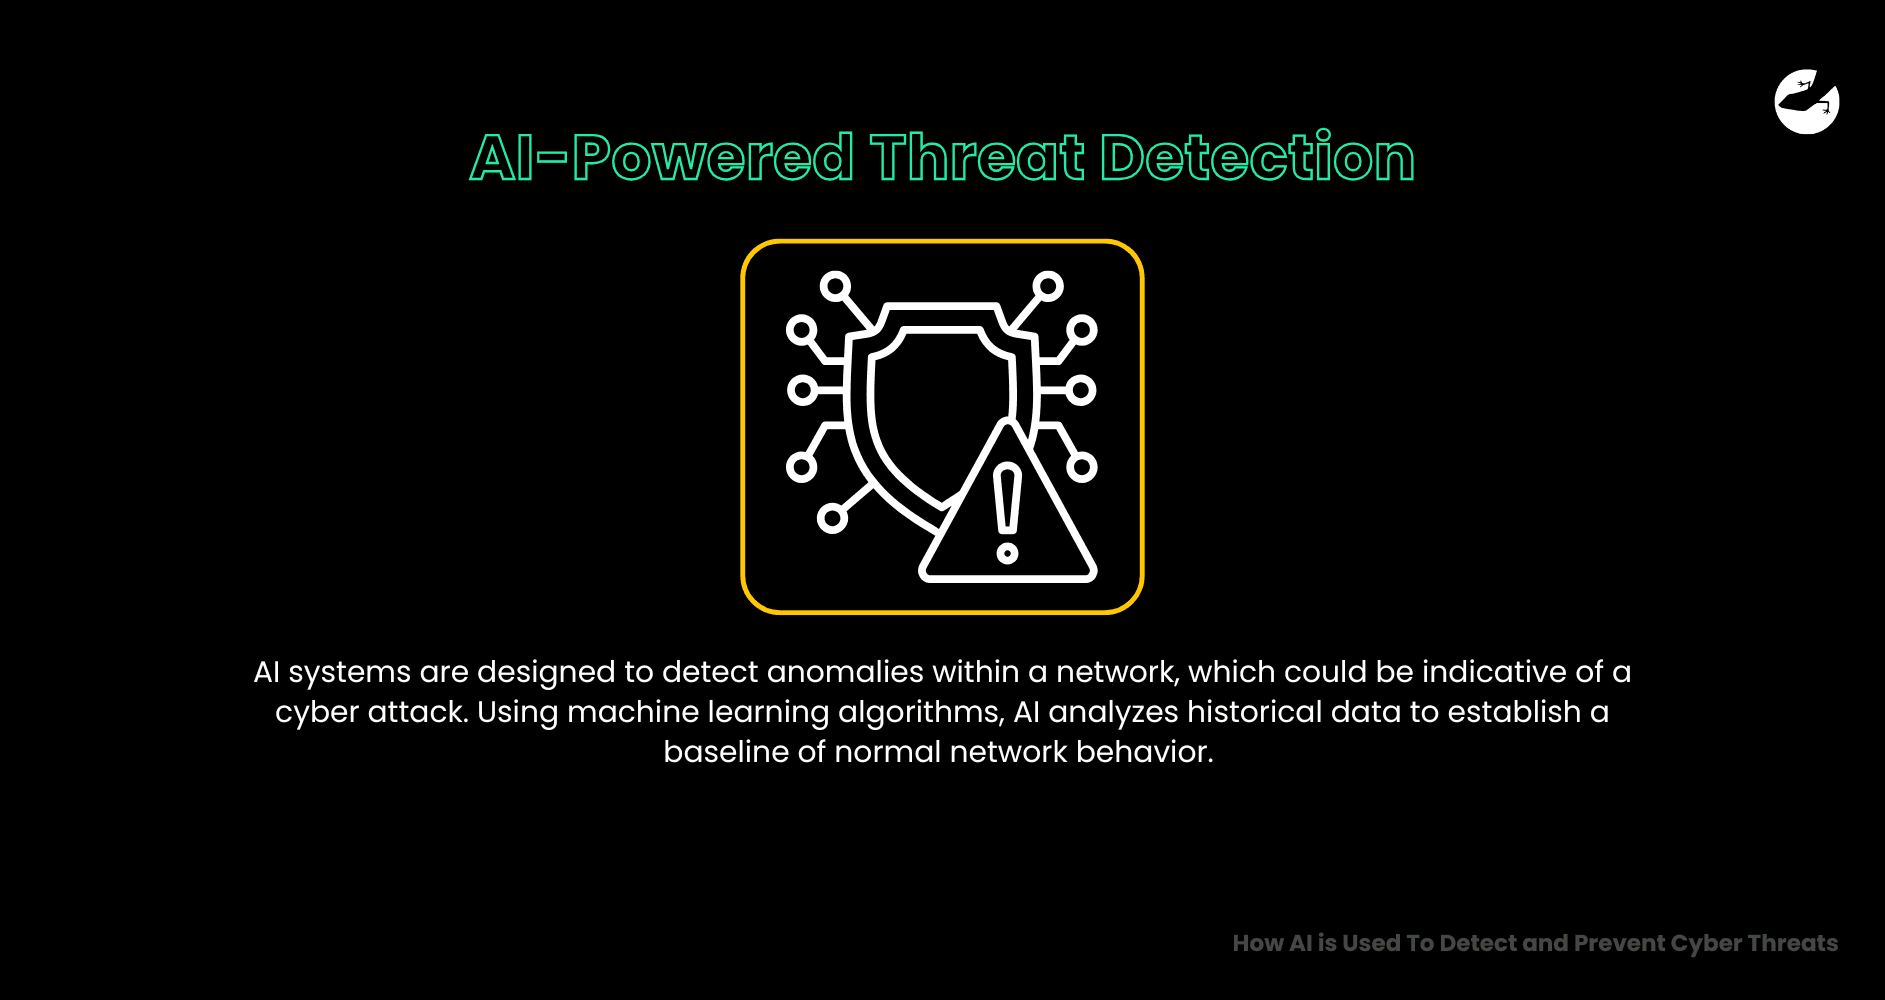 AI-Powered Threat Detection
AI systems are designed to detect anomalies within a network, which could be indicative of a
cyber attack. Using machine learning algorithms, AI analyzes historical data to establish a
baseline of normal network behavior.
How AI is Used To Detect and Prevent Cyber Threats